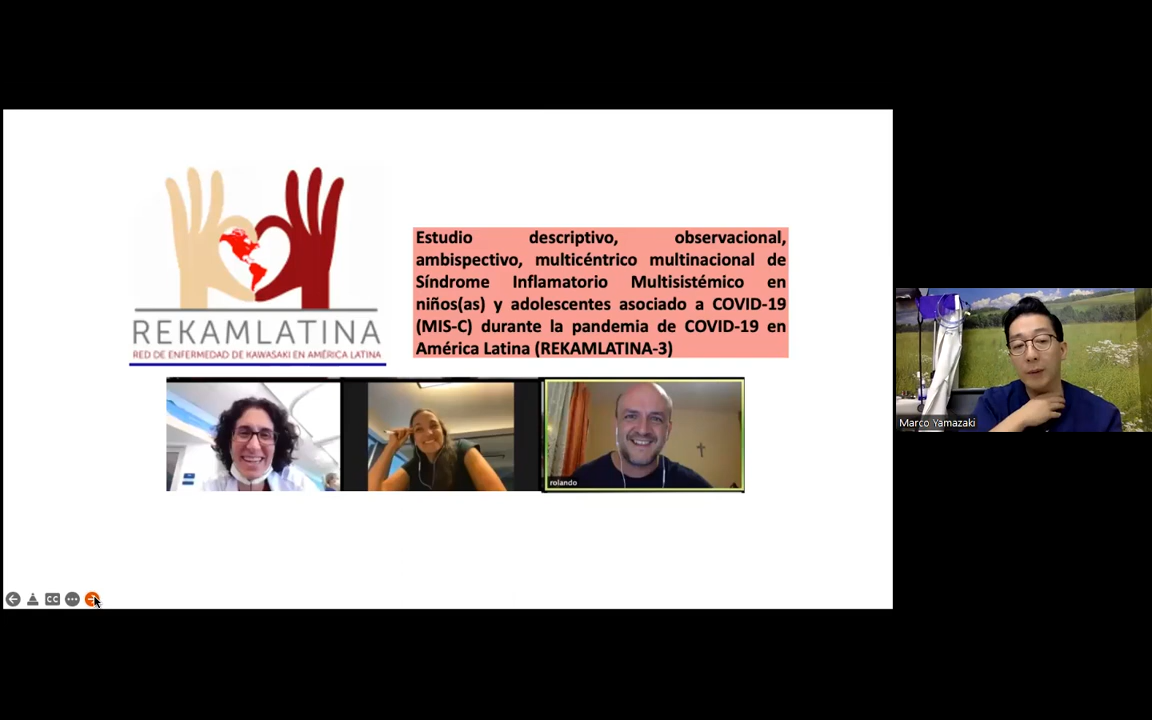 REKAMLATINA
RED DE ENFERMEDAD DE KAWASAKI EN AMÉRICA LATINA
Estudio descriptivo, observacional,
ambispectivo, multicéntrico multinacional de
Síndrome Inflamatorio Multisistémico en
niños(as) y adolescentes asociado a COVID-19
(MIS-C) durante la pandemia de COVID-19 en
América Latina (REKAMLATINA-3)
rolando
Marco Yamazaki
CC